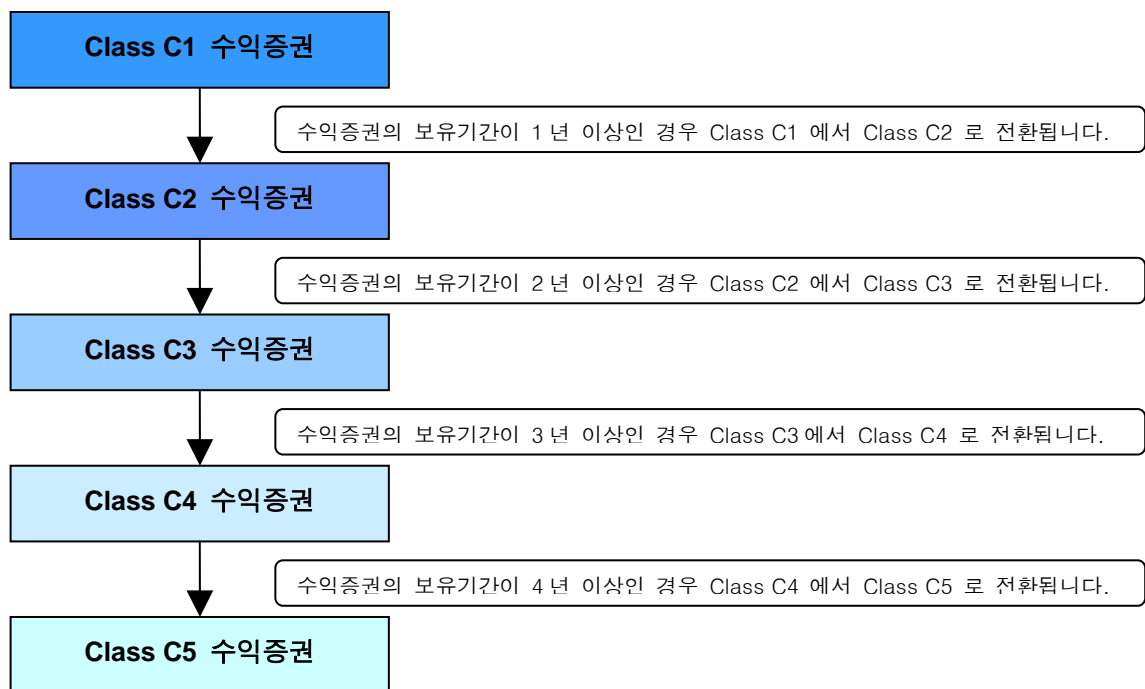 Class C1 수익증권
수익증권의 보유기간이 1년 이상인 경우 Class C1 에서 Class C2 로 전환됩니다.
Class C2 수익증권
수익증권의 보유기간이 2년 이상인 경우 Class C2 에서 Class C3 로 전환됩니다.
Class C3 수익증권
수익증권의 보유기간이 3년 이상인 경우 Class C3에서 Class C4 로 전환됩니다.
Class C4 수익증권
수익증권의 보유기간이 4년 이상인 경우 Class C4 에서 Class C5 로 전환됩니다.
Class C5 수익증권